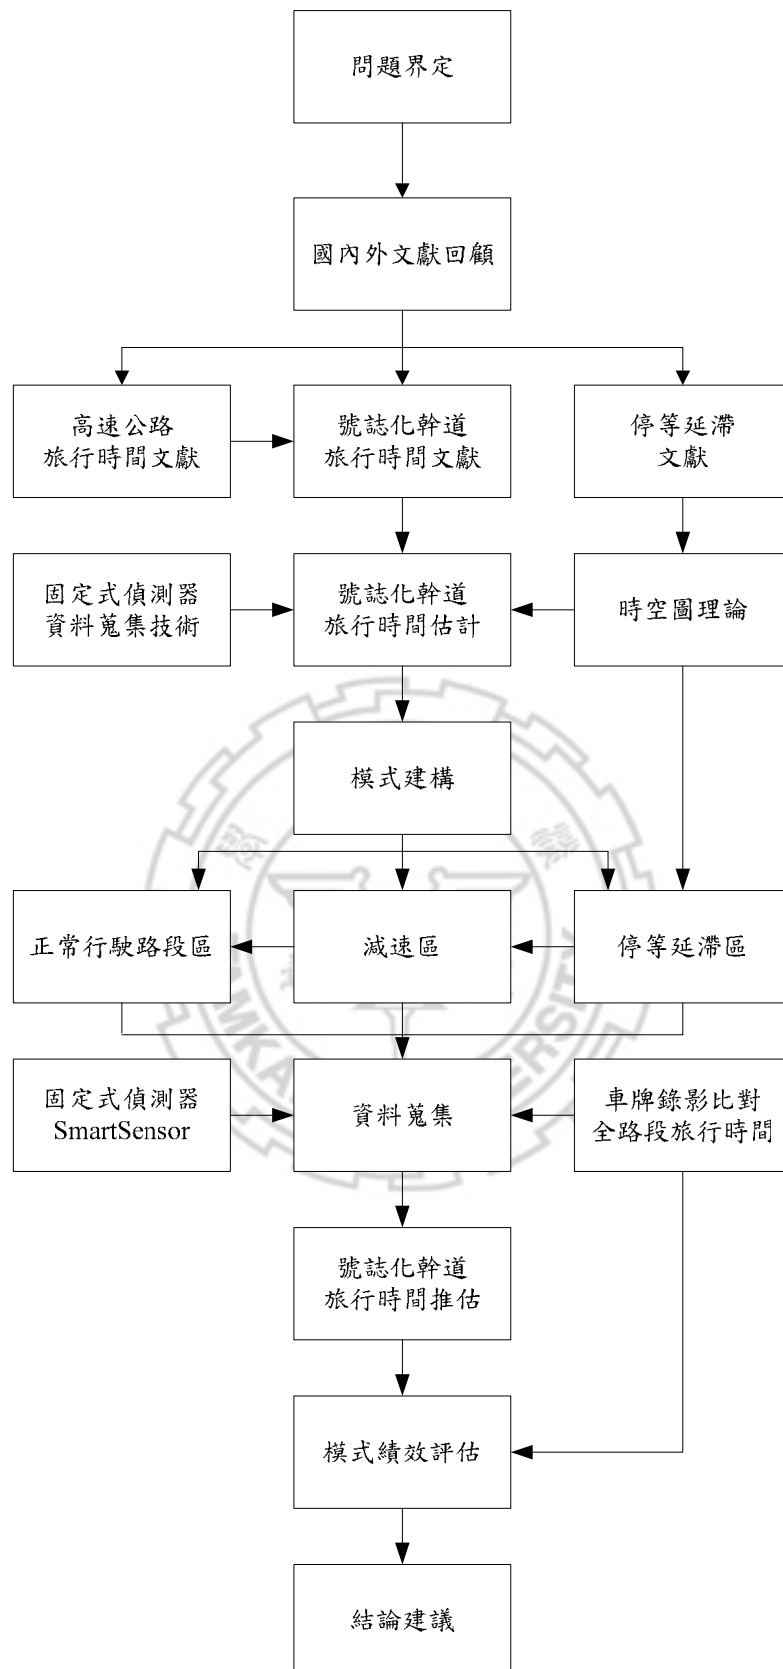 問題界定
國內外文獻回顧
高速公路
旅行時間文獻
號誌化幹道
旅行時間文獻
停等延滯
文獻
固定式偵測器
資料蒐集技術
號誌化幹道
旅行時間估計
時空圖理論
模式建構
正常行駛路段區
減速區
停等延滯區
固定式偵測器
SmartSensor
資料蒐集
車牌錄影比對
全路段旅行時間
號誌化幹道
旅行時間推估
模式績效評估
結論建議